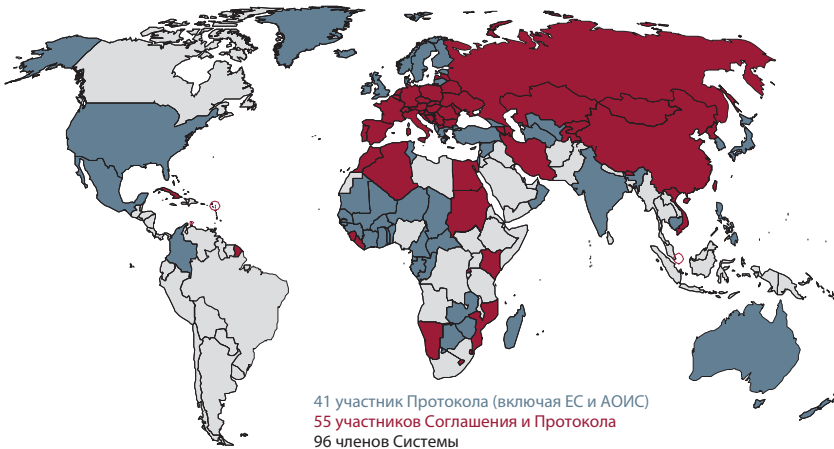 41 участник Протокола (включая ЕС и АОИС)
55 участников Соглашения и Протокола
96 членов Системы